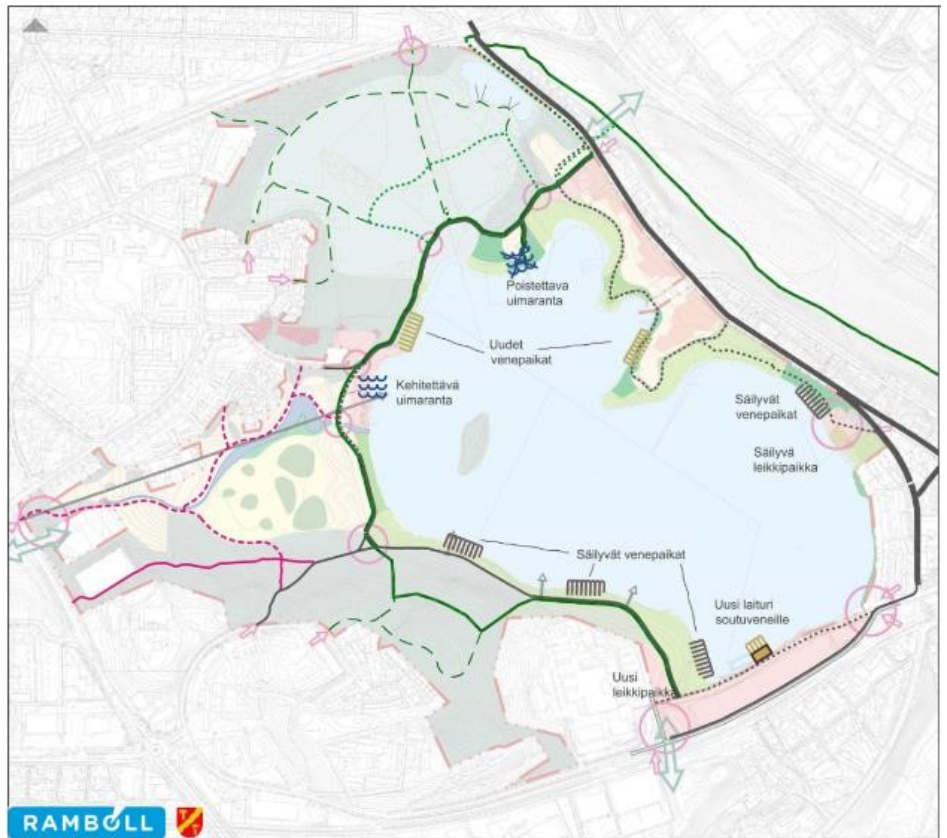 Poistettava
uimaranta
Uudet
venepaikat
Kehitettävä
uimaranta
Säilyvät
venepaikat
Säilyvä
leikkipaikka
Säilyvät venepaikat
Uusi laituri
soutuveneille
Uusi
leikkipaikka
RAMBOLL